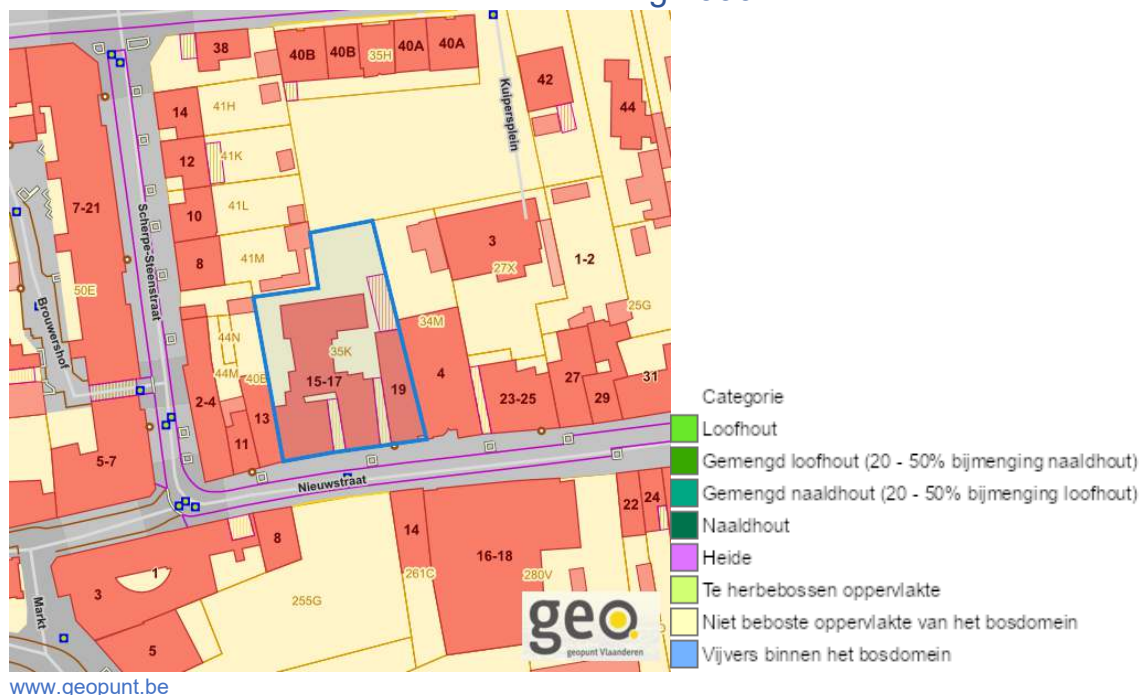 38
40B
40B
35H
40A
40A
Kuipersplein
42
44
14
41H
12
41K
10
41L
8
41M
7-21
50E
Scherpe-Steenstraat
Brouwershof
3
27X
1-2
25G
34M
44N
44M
40E
35K
15-17
19
4
2-4
13
11
23-25
27
29
31
5-7
Nieuwstraat
22
24
8
14
16-18
261C
280V
255G
1
3
5
Markt
geo
geopunt Vlaanderen
Categorie
Loofhout
Gemengd loofhout (20 - 50% bijmenging naaldhout)
Gemengd naaldhout (20 - 50% bijmenging loofhout)
Naaldhout
Heide
Te herbebossen oppervlakte
Niet beboste oppervlakte van het bosdomein
Vijvers binnen het bosdomein
www.geopunt.be